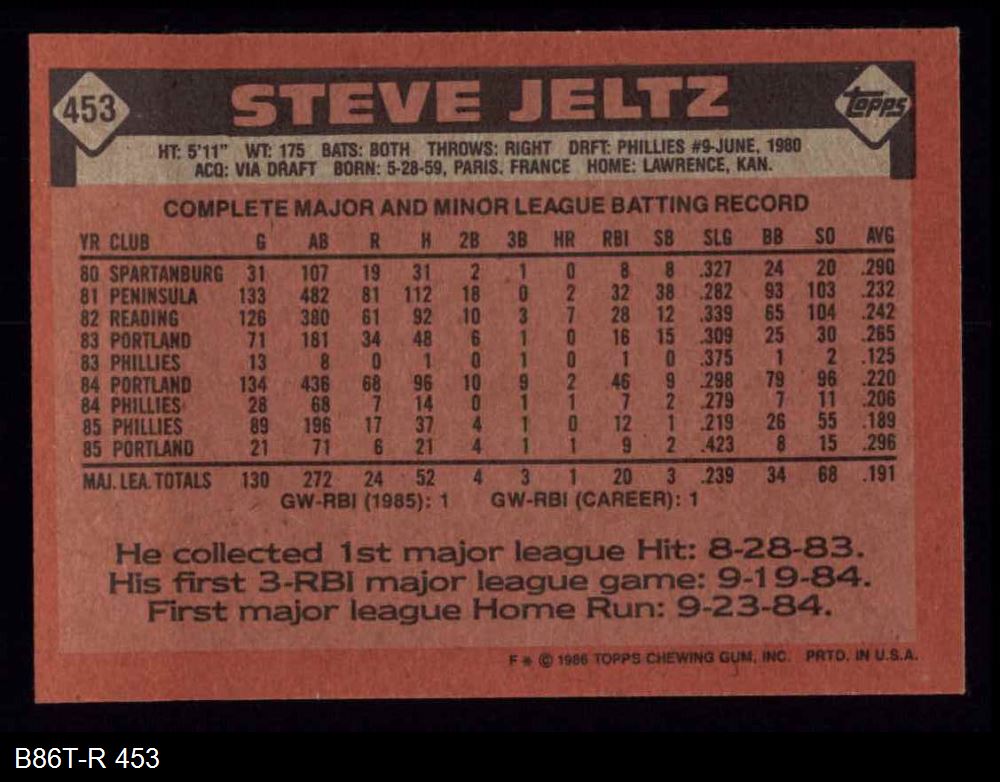 453
STEVE JELTZ
topps
HT: 5'11" WT: 175 BATS: BOTH THROWS: RIGHT DRFT: PHILLIES #9-JUNE, 1980
ACQ: VIA DRAFT BORN: 5-28-59, PARIS, FRANCE HOME: LAWRENCE, KAN.
COMPLETE MAJOR AND MINOR LEAGUE BATTING RECORD
YR CLUB G AB R H 2B 3B HR RBI SB SLG BB SO AVG
80 SPARTANBURG 31 107 19 31 2 1 0 8 8 .327 24 20 .290
81 PENINSULA 133 482 81 112 18 0 2 32 38 .282 93 103 .232
82 READING 126 380 61 92 10 3 7 28 12 .339 65 104 .242
83 PORTLAND 71 181 34 48 6 1 0 16 15 .309 25 30 .265
83 PHILLIES 13 8 0 1 0 1 0 1 0 .375 1 2 .125
84 PORTLAND 134 436 68 96 10 9 2 46 9 .298 79 96 .220
84 PHILLIES 28 68 7 14 0 1 1 7 2 .279 7 11 .206
85 PHILLIES 89 196 17 37 4 1 0 12 1 .219 26 55 .189
85 PORTLAND 21 71 6 21 4 1 1 9 2 .423 8 15 .296
MAJ. LEA. TOTALS 130 272 24 52 4 3 1 20 3 .239 34 68 .191
GW-RBI (1985): 1 GW-RBI (CAREER): 1
He collected 1st major league Hit: 8-28-83.
His first 3-RBI major league game: 9-19-84.
First major league Home Run: 9-23-84.
F * © 1986 TOPPS CHEWING GUM, INC. PRTD. IN U.S.A.
B86T-R 453